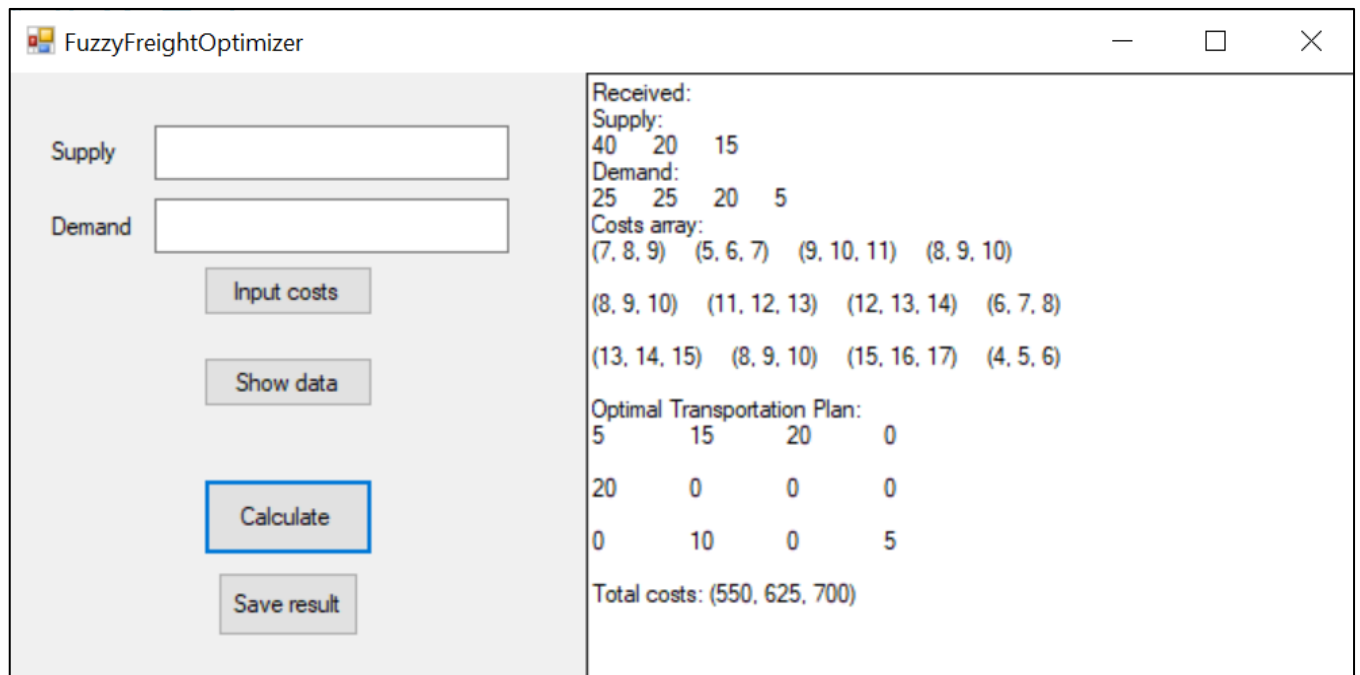 FuzzyFreightOptimizer
Supply
Demand
Input costs
Show data
Calculate
Save result
Received:
Supply:
40 20 15
Demand:
25 25 20 5
Costs array:
(7, 8, 9) (5, 6, 7) (9, 10, 11) (8, 9, 10)
(8, 9, 10) (11, 12, 13) (12, 13, 14) (6, 7, 8)
(13, 14, 15) (8, 9, 10) (15, 16, 17) (4, 5, 6)
Optimal Transportation Plan:
5 15 20 0
20 0 0 0
0 10 0 5
Total costs: (550, 625, 700)